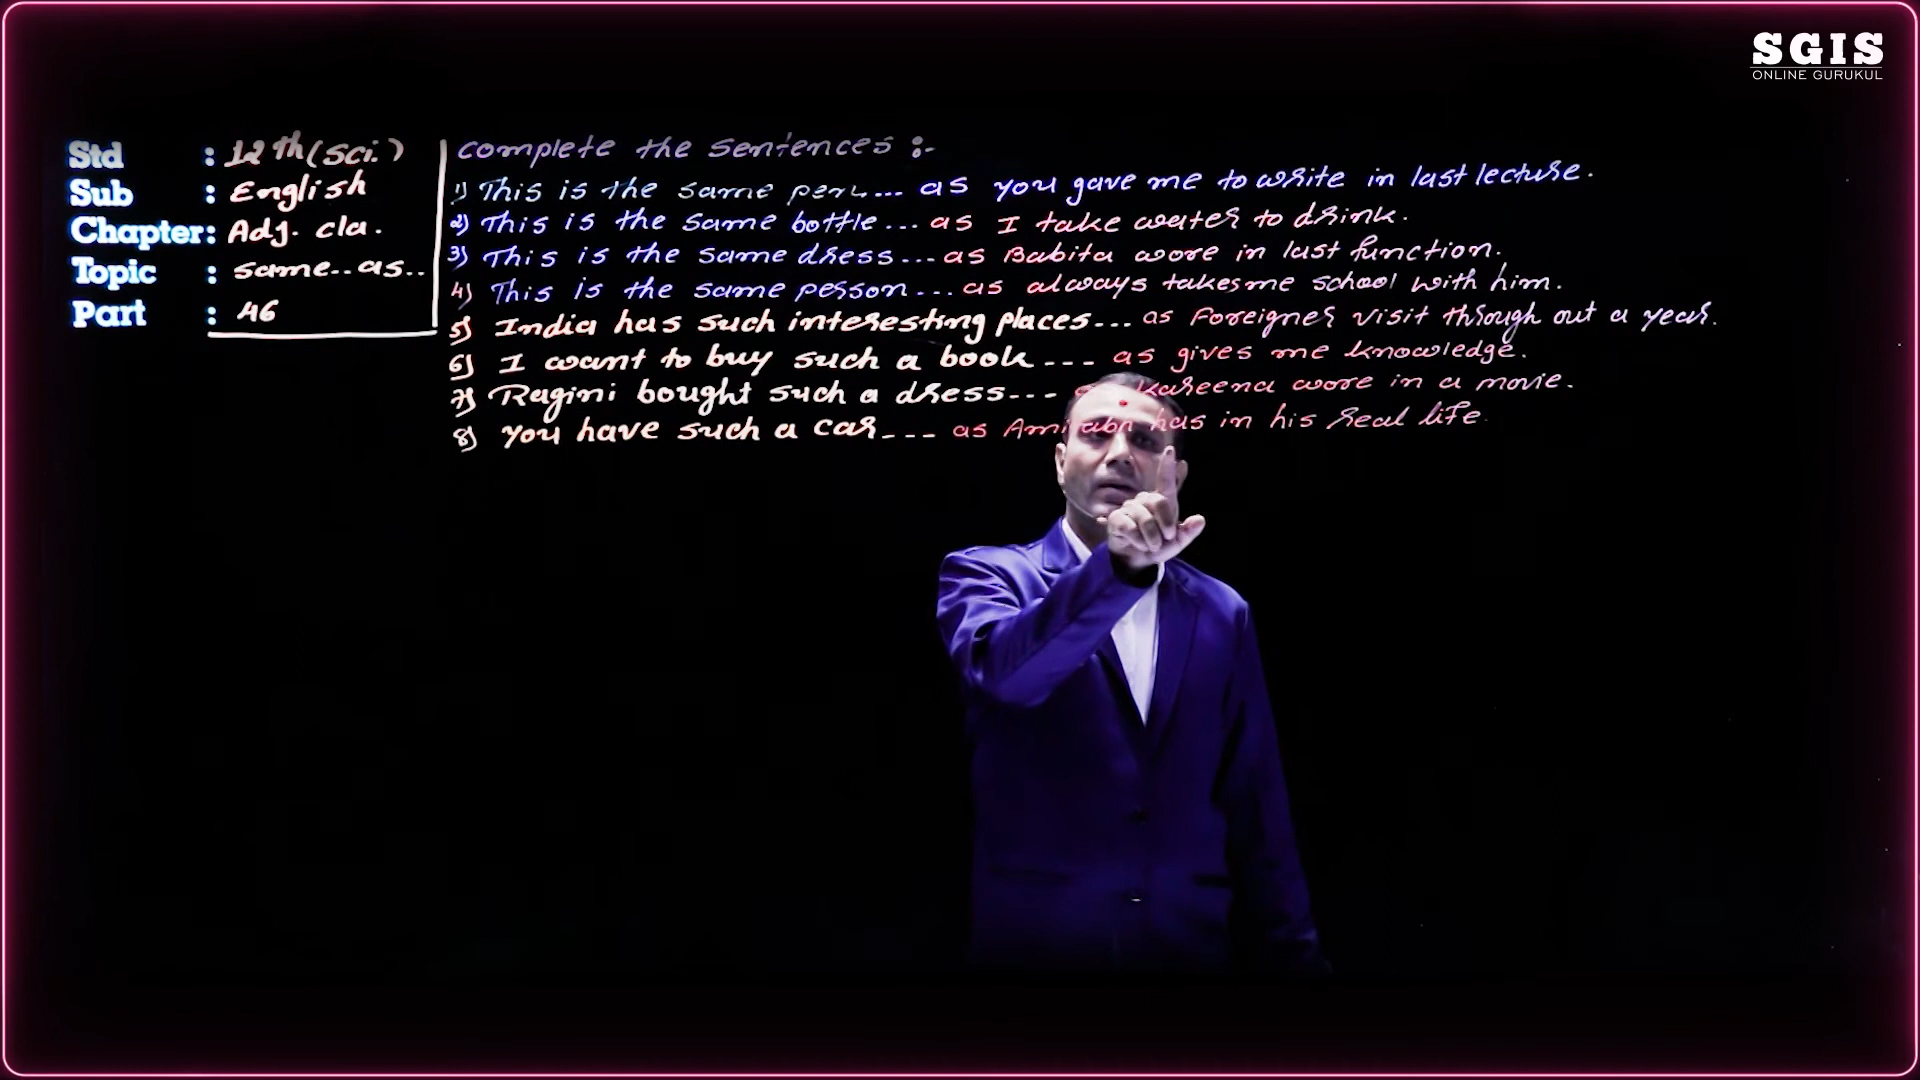 SGIS
ONLINE GURUKUL
Std : 12th (sci.)
Sub : English
Chapter : Adj. cla.
Topic : same..as..
Part : 46
complete the sentences :-
1) This is the same pen... as you gave me to write in last lecture.
2) This is the same bottle... as I take water to drink.
3) This is the same dress... as Babita wore in last function.
4) This is the same person... as always takes me school with him.
5) India has such interesting places... as Foreigner visit through out a year.
6) I want to buy such a book --- as gives me knowledge.
7) Ragini bought such a dress--- Kareena wore in a movie.
8) You have such a car--- as Amitabh has in his real life.